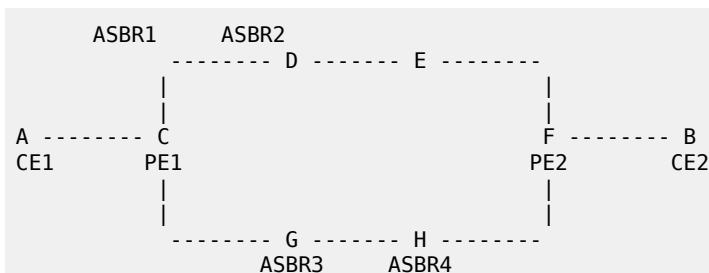 ASBR1 ASBR2
-------- D ------- E --------
| |
| |
A -------- C F -------- B
CE1 PE1 PE2 CE2
| |
| |
-------- G ------- H --------
ASBR3 ASBR4